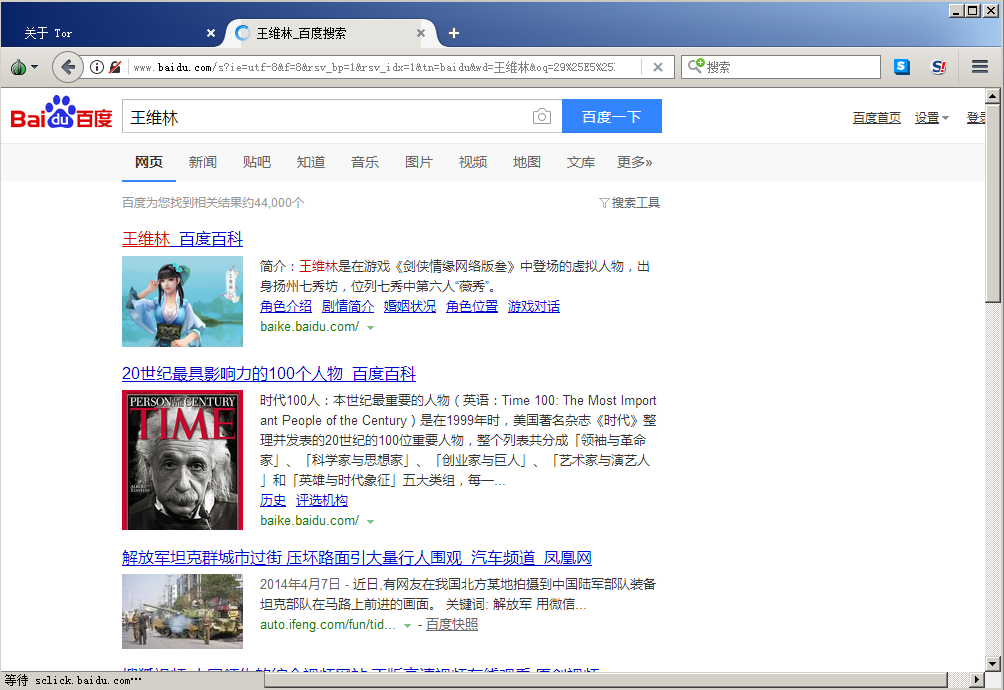 关于 Tor
王维林_百度搜索
www.baidu.com/s?ie=utf-8&f=8&rsv_bp=1&rsv_idx=1&tn=baidu&wd=王维林&oq=29%25E5%25
搜索
Bai du 百度
王维林
百度一下
百度首页 设置 登录
网页 新闻 贴吧 知道 音乐 图片 视频 地图 文库 更多»
百度为您找到相关结果约44,000个
搜索工具
王维林_百度百科
简介：王维林是在游戏《剑侠情缘网络版叁》中登场的虚拟人物，出
身扬州七秀坊，位列七秀中第六人“薇秀”。
角色介绍 剧情简介 婚姻状况 角色位置 游戏对话
baike.baidu.com/
20世纪最具影响力的100个人物_百度百科
PERSON OF THE CENTURY
TIME
ALBERT
EINSTEIN
时代100人：本世纪最重要的人物（英语：Time 100: The Most Import
ant People of the Century）是在1999年时，美国著名杂志《时代》整
理并发表的20世纪的100位重要人物，整个列表共分成「领袖与革命
家」、「科学家与思想家」、「创业家与巨人」、「艺术家与演艺人
」和「英雄与时代象征」五大类组，每一...
历史 评选机构
baike.baidu.com/
解放军坦克群城市过街 压坏路面引大量行人围观_汽车频道_凤凰网
2014年4月7日 - 近日,有网友在我国北方某地拍摄到中国陆军部队装备
坦克部队在马路上前进的画面。 关键词: 解放军 用微信...
auto.ifeng.com/fun/tid... - 百度快照
等待 sclick.baidu.com…